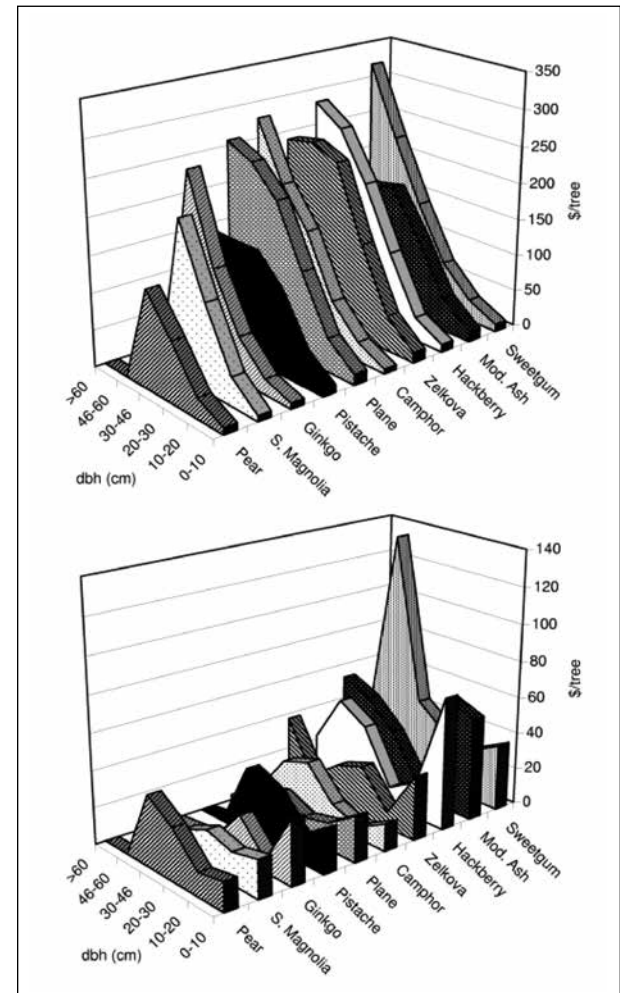 350
300
250
200
150
100
50
0
$/tree
>60
46-60
30-46
20-30
10-20
0-10
dbh (cm)
Pear
S. Magnolia
Ginkgo
Pistache
Plane
Camphor
Zelkova
Hackberry
Mod. Ash
Sweetgum
140
120
100
80
60
40
20
0
$/tree
>60
46-60
30-46
20-30
10-20
0-10
dbh (cm)
Pear
S. Magnolia
Ginkgo
Pistache
Plane
Camphor
Zelkova
Hackberry
Mod. Ash
Sweetgum